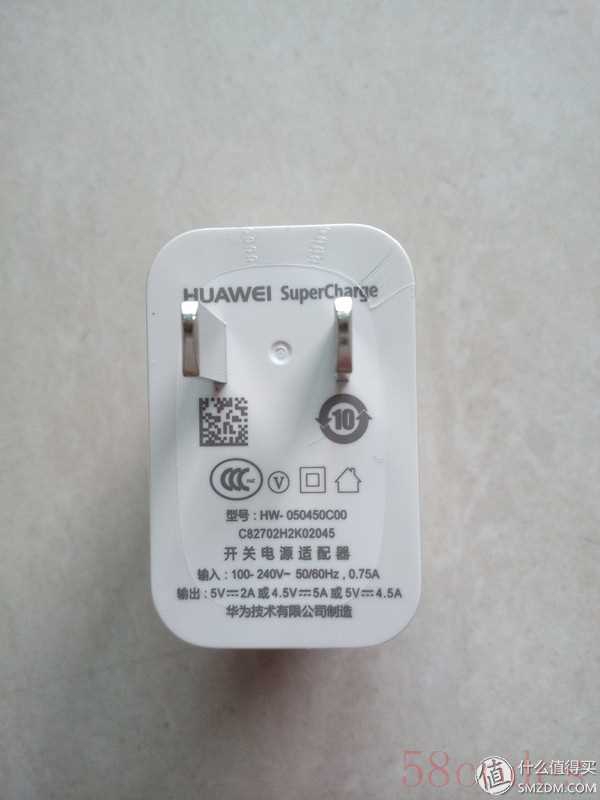 HUAWEI SuperCharge
10
CCC
V
型号：HW- 050450C00
C82702H2K02045
开关电源适配器
输入：100- 240V~ 50/60Hz , 0.75A
输出：5V⎓2A 或 4.5V⎓5A 或 5V⎓4.5A
华为技术有限公司制造
值 什么值得买
SMZDM.COM